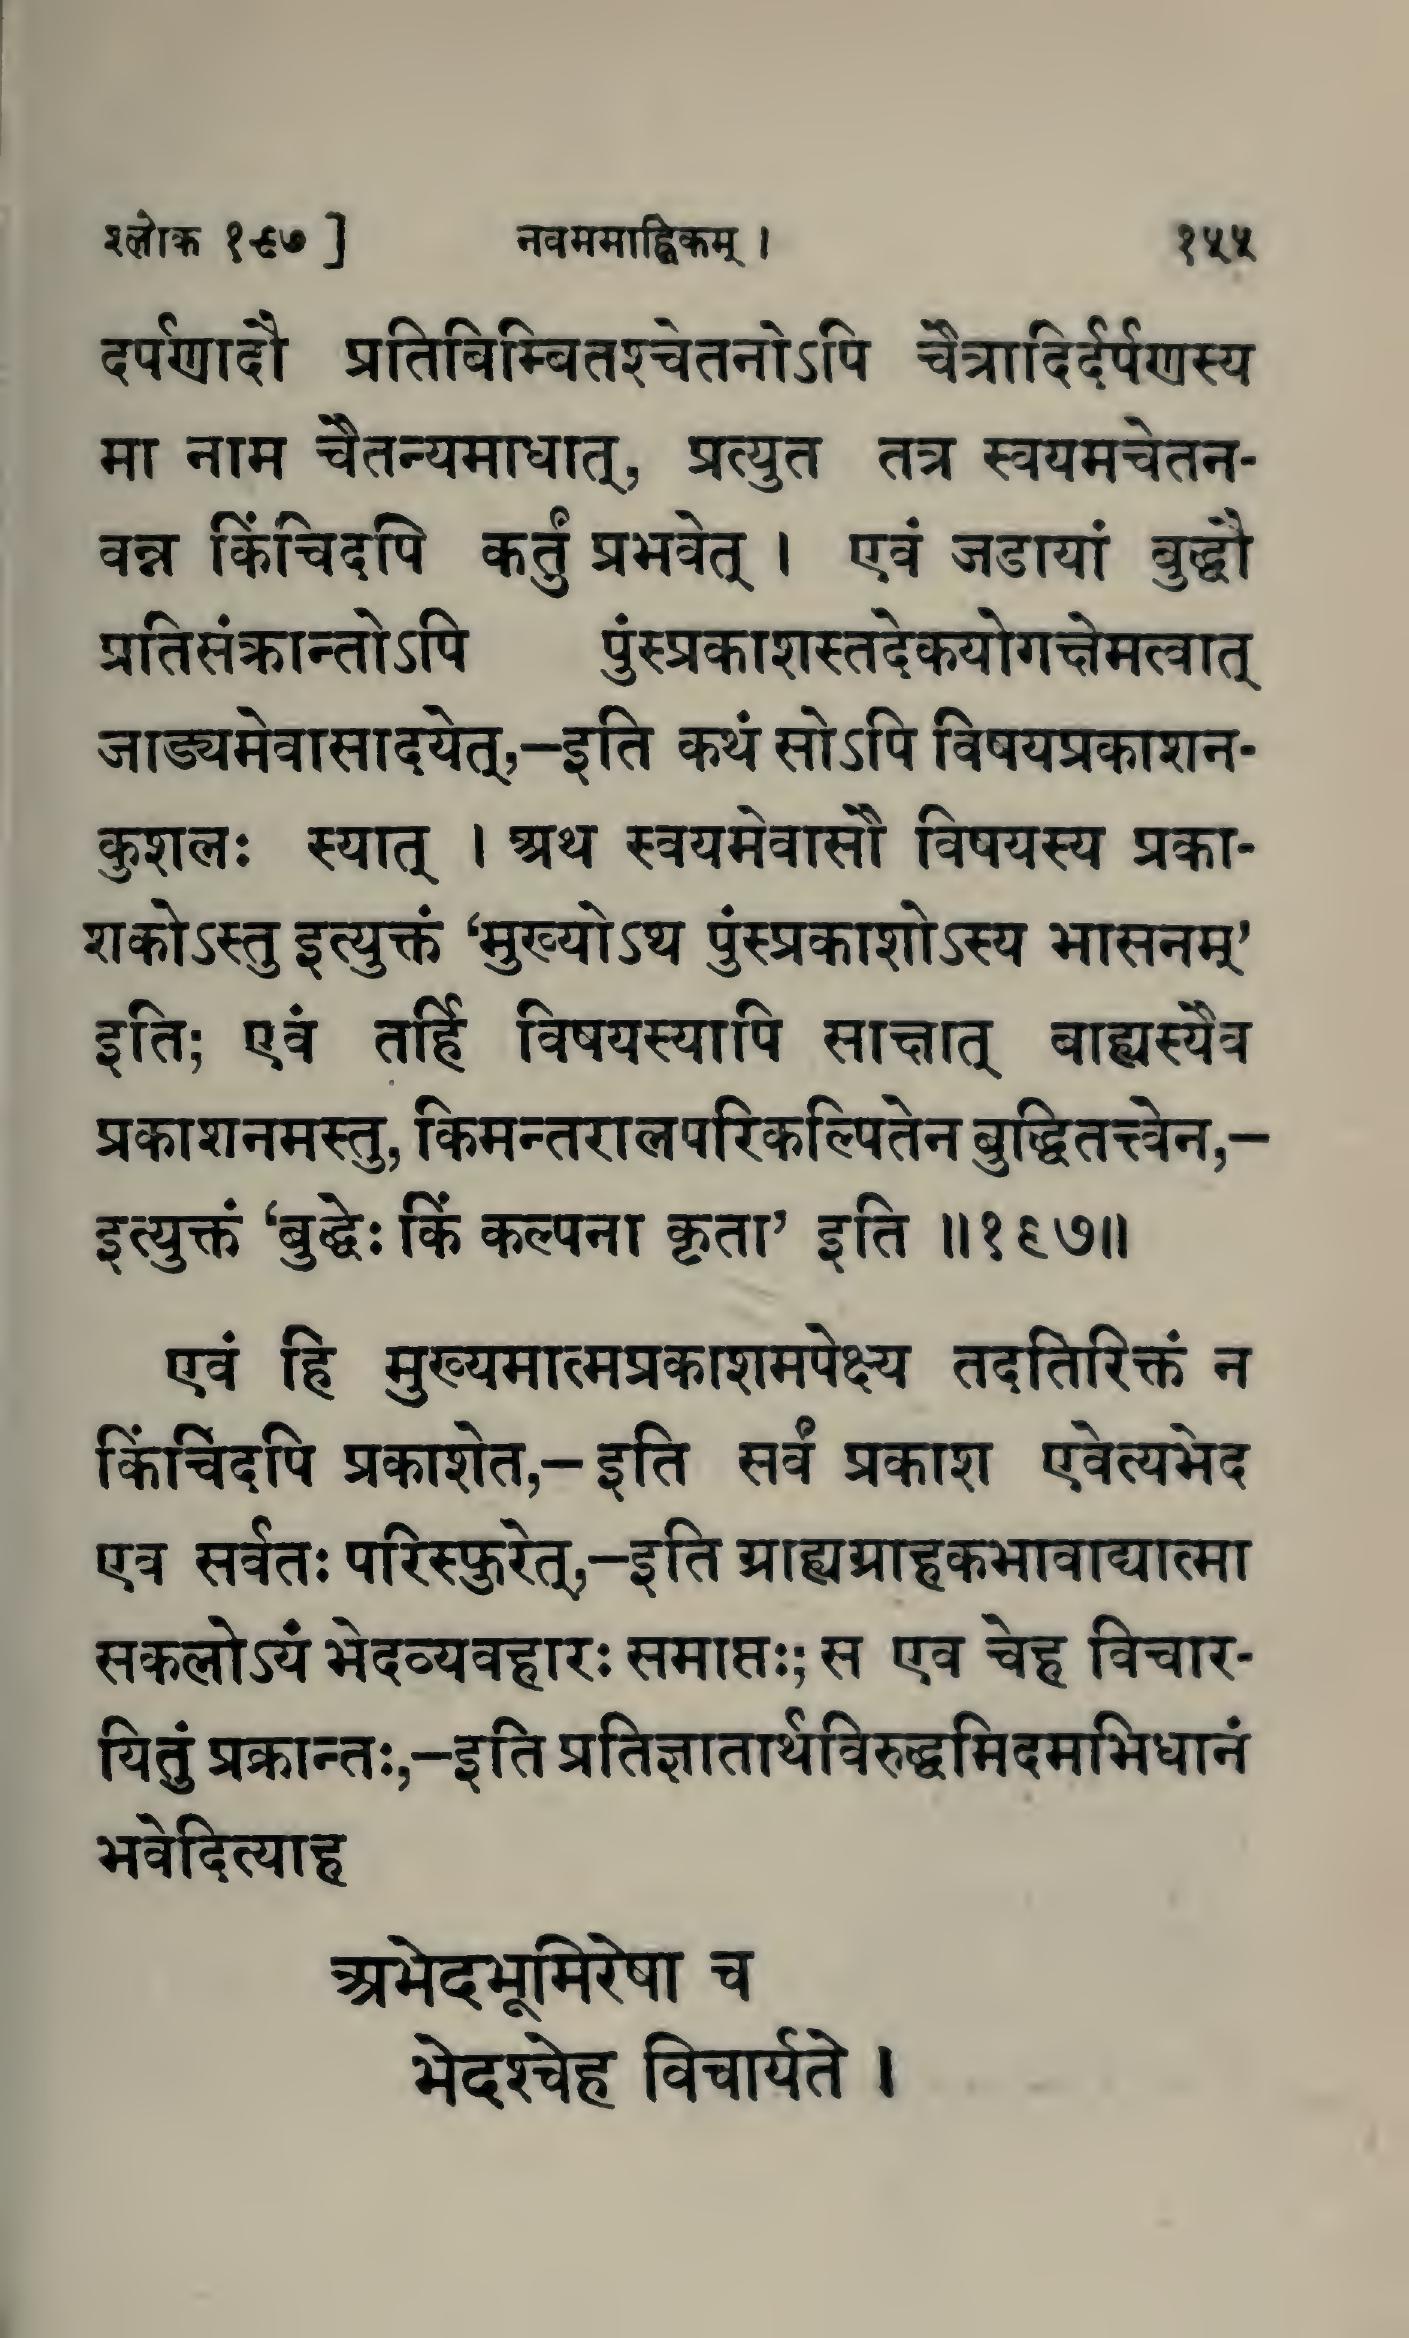 श्लोक १९७ ] नवममाह्निकम् । १५५
दर्पणादौ प्रतिबिम्बितश्चेतनोऽपि चैत्रादिर्दर्पणस्य
मा नाम चैतन्यमाधात्, प्रत्युत तत्र स्वयमचेतन-
वन्न किंचिदपि कर्तुं प्रभवेत् । एवं जडायां बुद्धौ
प्रतिसंक्रान्तोऽपि पुंस्प्रकाशस्तदेकयोगक्षेमत्वात्
जाड्यमेवासादयेत्,—इति कथं सोऽपि विषयप्रकाशन-
कुशलः स्यात् । अथ स्वयमेवासौ विषयस्य प्रका-
शकोऽस्तु इत्युक्तं ‘मुख्योऽथ पुंस्प्रकाशोऽस्य भासनम्’
इति; एवं तर्हि विषयस्यापि साक्षात् बाह्यस्यैव
प्रकाशनमस्तु, किमन्तरालपरिकल्पितेन बुद्धितत्त्वेन,—
इत्युक्तं ‘बुद्धेः किं कल्पना कृता’ इति ॥१९७॥
एवं हि मुख्यमात्मप्रकाशमपेक्ष्य तदतिरिक्तं न
किंचिदपि प्रकाशेत,—इति सर्वं प्रकाश एवेत्यभेद
एव सर्वतः परिस्फुरेत्,—इति ग्राह्यग्राहकभावाद्यात्मा
सकलोऽयं भेदव्यवहारः समाप्तः; स एव चेह विचार-
यितुं प्रक्रान्तः,—इति प्रतिज्ञातार्थविरुद्धमिदमभिधानं
भवेदित्याह
अभेदभूमिरेषा च
भेदश्चेह विचार्यते ।